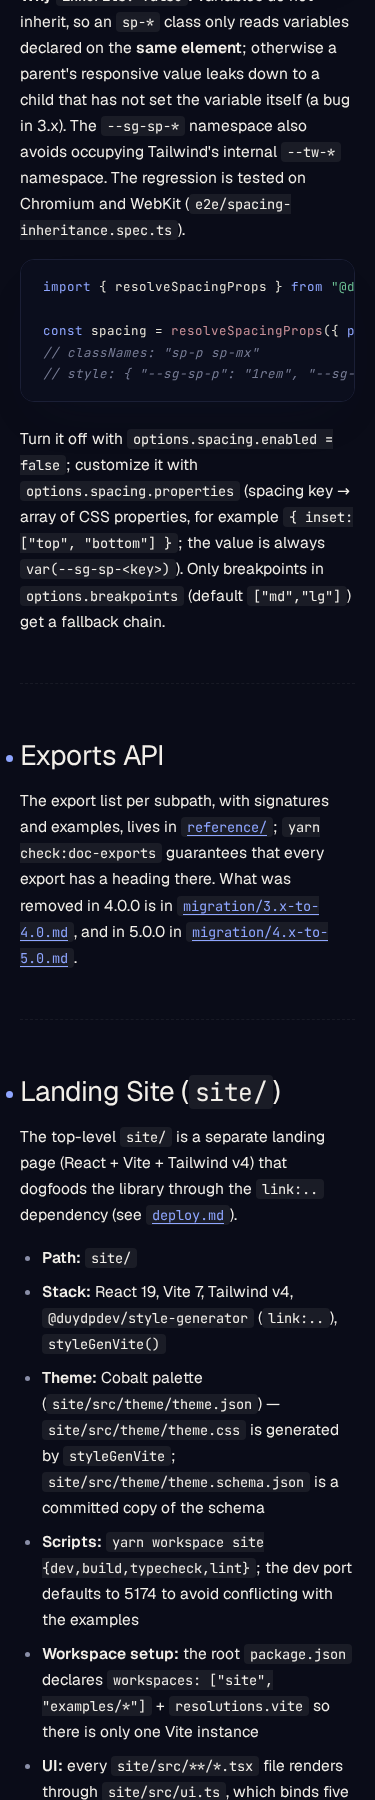 inherit, so an sp-* class only reads variables
declared on the same element; otherwise a
parent's responsive value leaks down to a
child that has not set the variable itself (a bug
in 3.x). The --sg-sp-* namespace also
avoids occupying Tailwind's internal --tw-*
namespace. The regression is tested on
Chromium and WebKit ( e2e/spacing-
inheritance.spec.ts ).
import { resolveSpacingProps } from "@d
const spacing = resolveSpacingProps({ p
// classNames: "sp-p sp-mx"
// style: { "--sg-sp-p": "1rem", "--sg-
Turn it off with options.spacing.enabled =
false ; customize it with
options.spacing.properties (spacing key →
array of CSS properties, for example { inset:
["top", "bottom"] } ; the value is always
var(--sg-sp-<key>) ). Only breakpoints in
options.breakpoints (default ["md","lg"] )
get a fallback chain.
Exports API
The export list per subpath, with signatures
and examples, lives in reference/ ; yarn
check:doc-exports guarantees that every
export has a heading there. What was
removed in 4.0.0 is in migration/3.x-to-
4.0.md , and in 5.0.0 in migration/4.x-to-
5.0.md .
Landing Site ( site/ )
The top-level site/ is a separate landing
page (React + Vite + Tailwind v4) that
dogfoods the library through the link:..
dependency (see deploy.md ).
• Path: site/
• Stack: React 19, Vite 7, Tailwind v4,
@duydpdev/style-generator ( link:.. ),
styleGenVite()
• Theme: Cobalt palette
( site/src/theme/theme.json ) —
site/src/theme/theme.css is generated
by styleGenVite ;
site/src/theme/theme.schema.json is a
committed copy of the schema
• Scripts: yarn workspace site
{dev,build,typecheck,lint} ; the dev port
defaults to 5174 to avoid conflicting with
the examples
• Workspace setup: the root package.json
declares workspaces: ["site",
"examples/*"] + resolutions.vite so
there is only one Vite instance
• UI: every site/src/**/*.tsx file renders
through site/src/ui.ts , which binds five